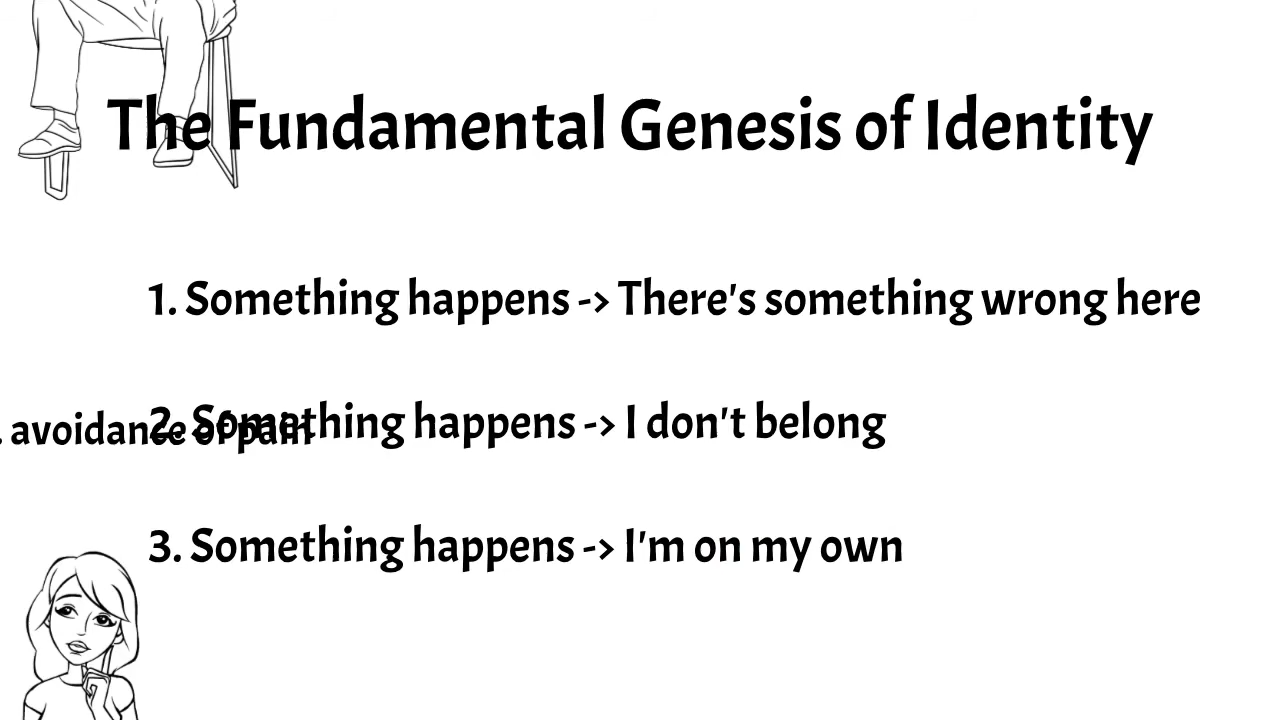 The Fundamental Genesis of Identity
1. Something happens -> There's something wrong here
2. Something happens -> I don't belong
. avoidance of pain
3. Something happens -> I'm on my own